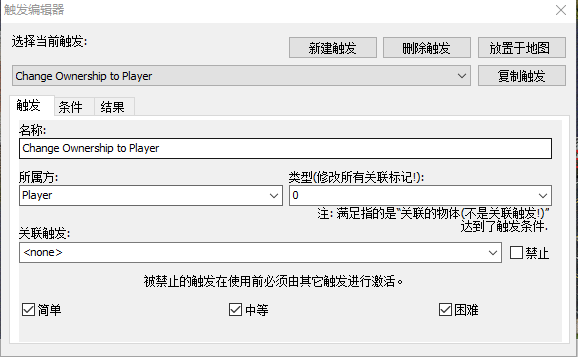 触发编辑器
选择当前触发:
新建触发 删除触发 放置于地图
Change Ownership to Player
复制触发
触发 条件 结果
名称:
Change Ownership to Player
所属方: 类型(修改所有关联标记!):
Player 0
注: 满足指的是“关联的物体(不是关联触发!)”
达到了触发条件.
关联触发:
<none> 禁止
被禁止的触发在使用前必须由其它触发进行激活。
简单 中等 困难